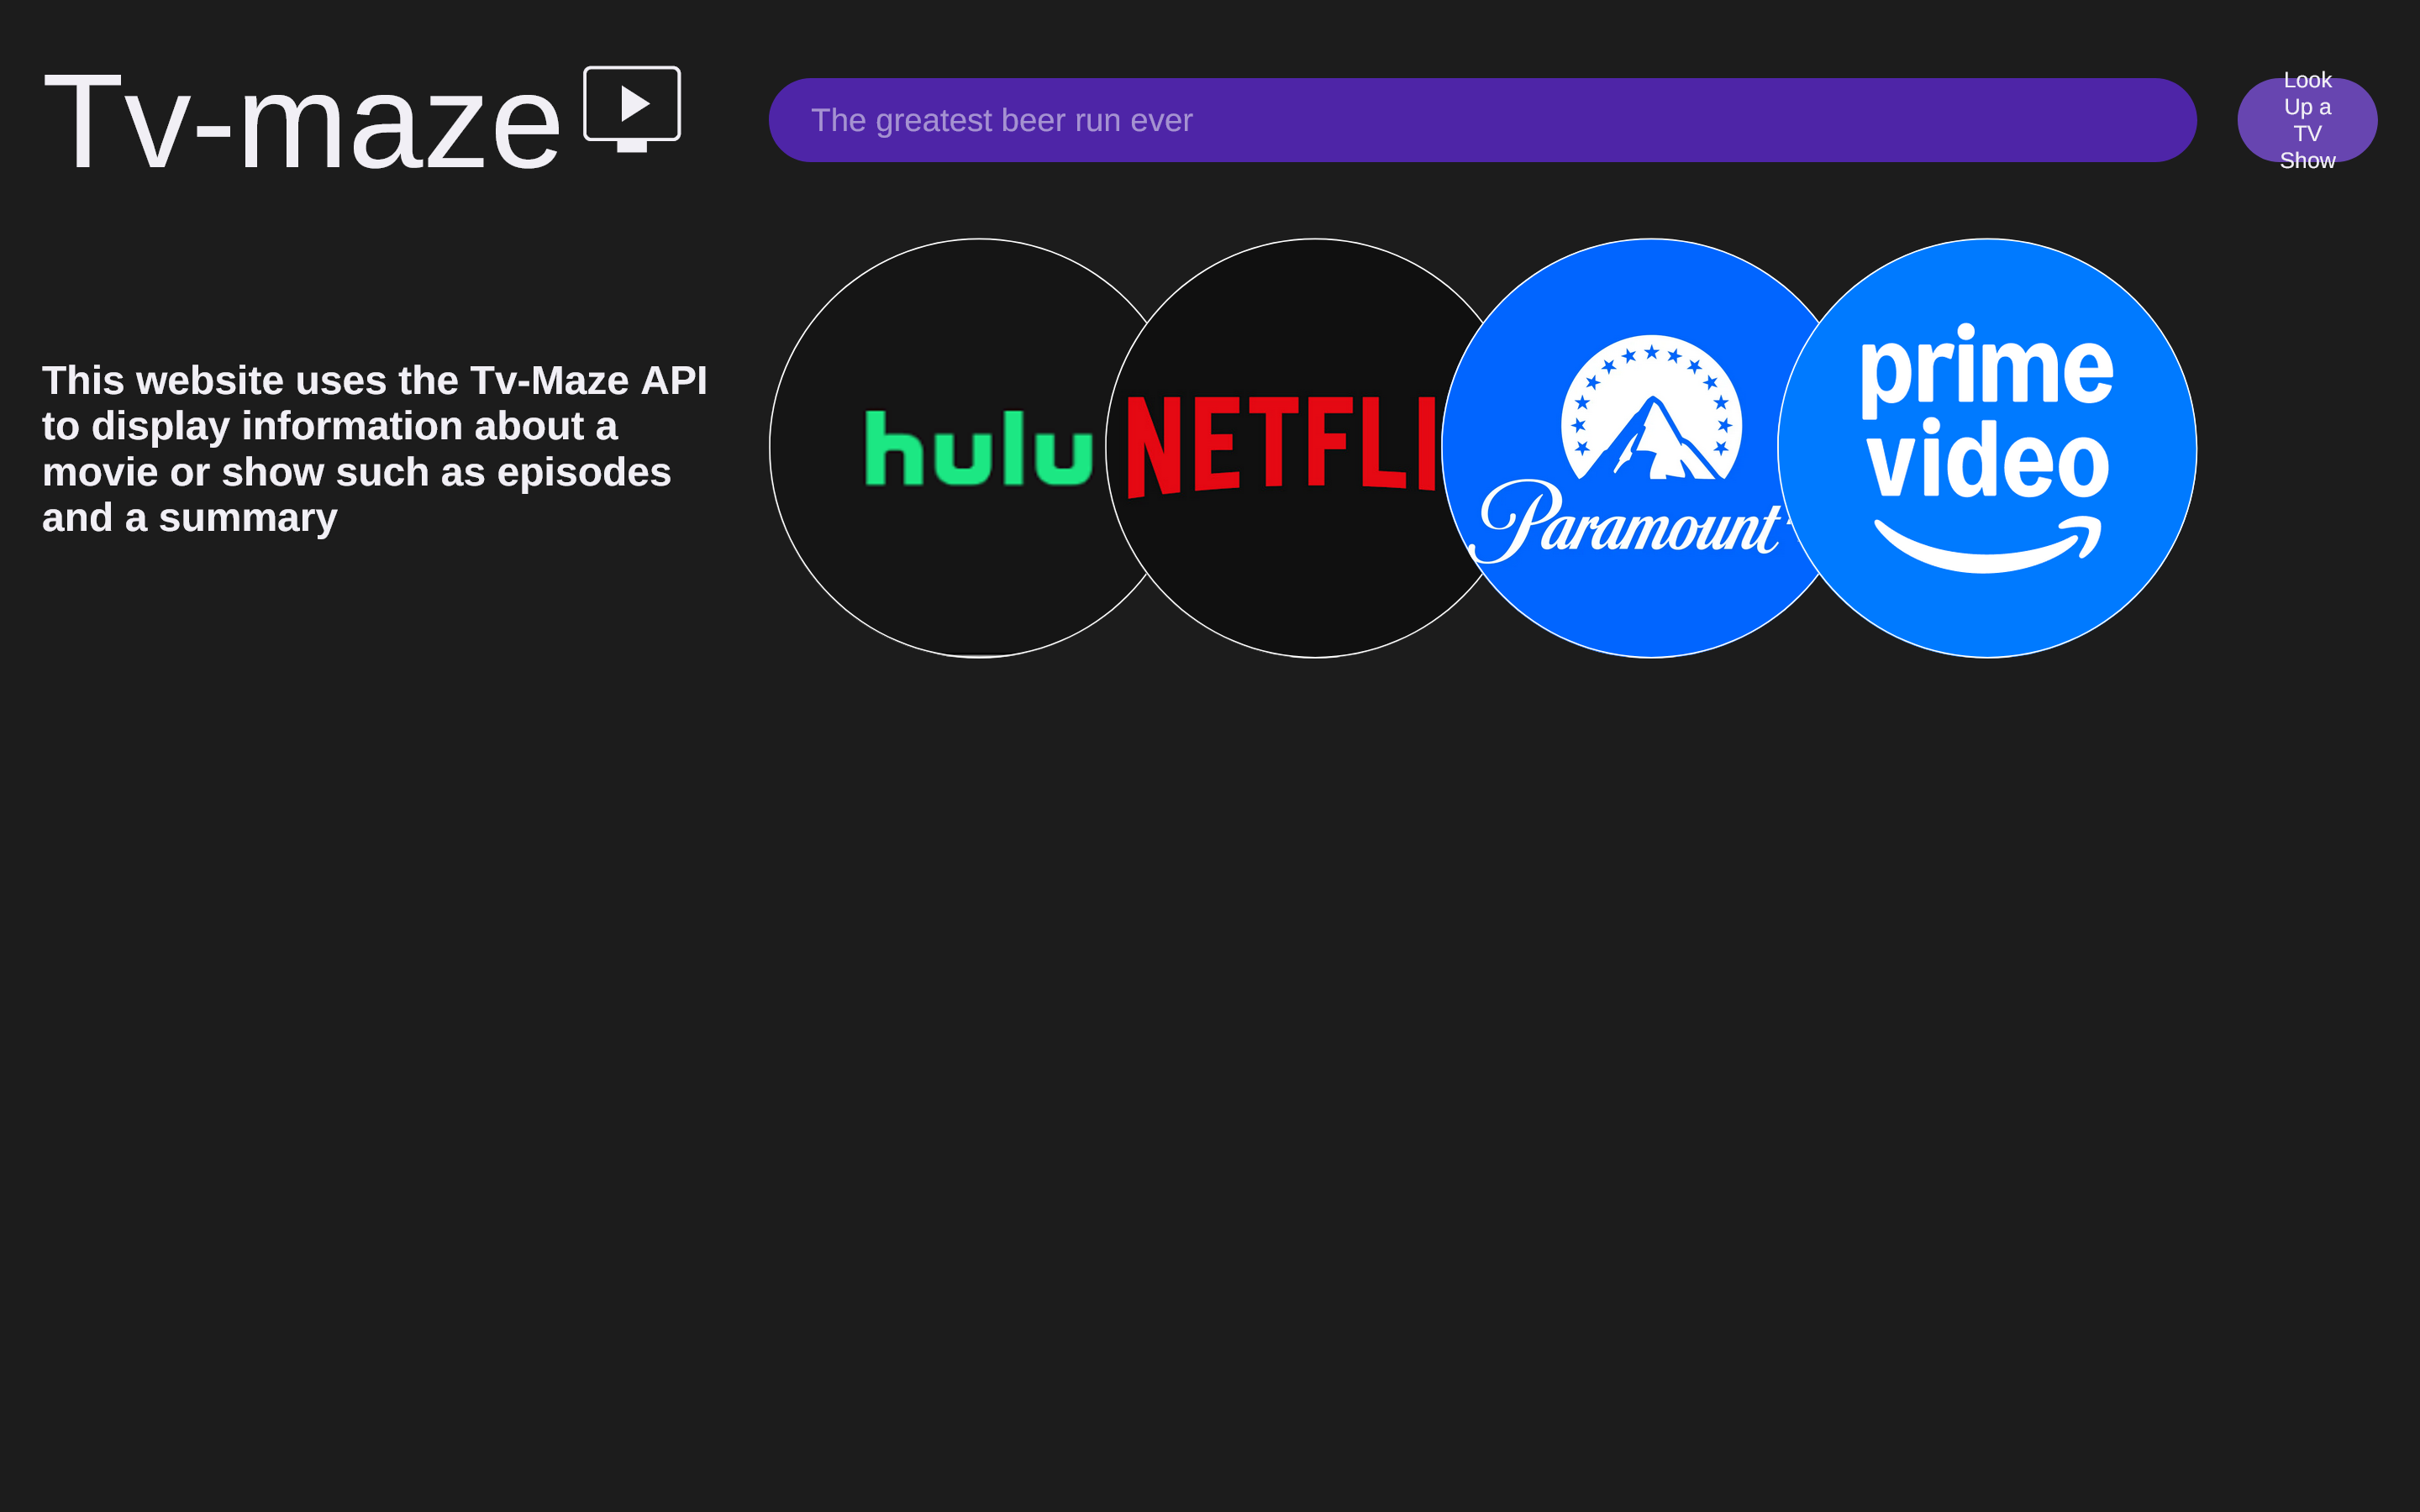 Tv-maze
The greatest beer run ever
Look
Up a
TV
Show
This website uses the Tv-Maze API
to display information about a
movie or show such as episodes
and a summary
hulu
NETFLI
Paramount
prime
video